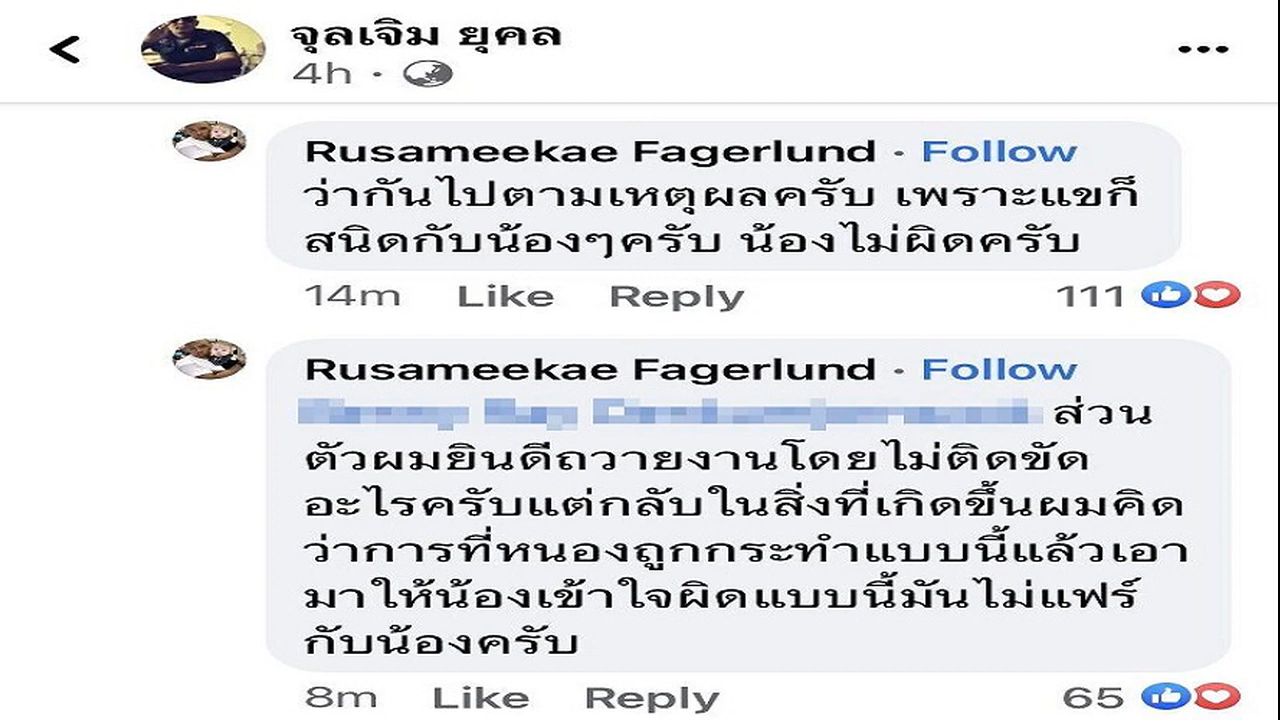 จุลเจิม ยุคล
4h ·
Rusameekae Fagerlund · Follow
ว่ากันไปตามเหตุผลครับ เพราะแขก็
สนิดกับน้องๆครับ น้องไม่ผิดครับ
14m Like Reply 111
Rusameekae Fagerlund · Follow
ส่วน
ตัวผมยินดีถวายงานโดยไม่ติดขัด
อะไรครับแต่กลับในสิ่งที่เกิดขึ้นผมคิด
ว่าการที่หนองถูกกระทำแบบนี้แล้วเอา
มาให้น้องเข้าใจผิดแบบนี้มันไม่แฟร์
กับน้องครับ
8m Like Reply 65